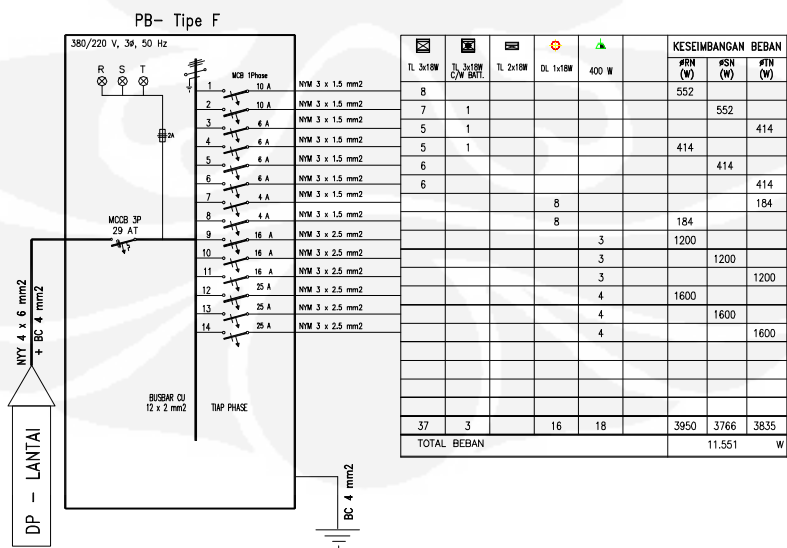 PB- Tipe F
380/220 V, 3ø, 50 Hz
R S T
2A
MCB 1Phase
MCCB 3P
29 AT
1 10 A NYM 3 x 1.5 mm2
2 10 A NYM 3 x 1.5 mm2
3 6 A NYM 3 x 1.5 mm2
4 6 A NYM 3 x 1.5 mm2
5 6 A NYM 3 x 1.5 mm2
6 6 A NYM 3 x 1.5 mm2
7 4 A NYM 3 x 1.5 mm2
8 4 A NYM 3 x 1.5 mm2
9 16 A NYM 3 x 2.5 mm2
10 16 A NYM 3 x 2.5 mm2
11 16 A NYM 3 x 2.5 mm2
12 25 A NYM 3 x 2.5 mm2
13 25 A NYM 3 x 2.5 mm2
14 25 A NYM 3 x 2.5 mm2
BUSBAR CU
12 x 2 mm2
TIAP PHASE
NYY 4 x 6 mm2
+ BC 4 mm2
DP - LANTAI
BC 4 mm2
KESEIMBANGAN BEBAN
TL 3x18W
TL 3x18W
C/W BATT.
TL 2x18W
DL 1x18W
400 W
øRN
(W)
øSN
(W)
øTN
(W)
8 552
7 1 552
5 1 414
5 1 414
6 414
6 414
8 184
8 184
3 1200
3 1200
3 1200
4 1600
4 1600
4 1600
37 3 16 18 3950 3766 3835
TOTAL BEBAN 11.551 W